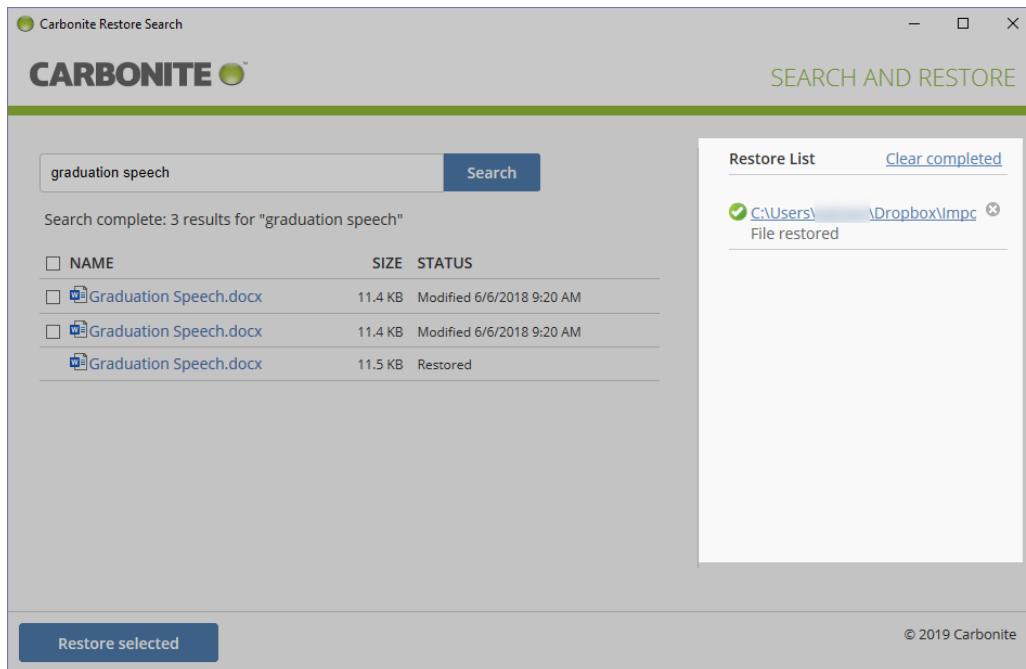 Carbonite Restore Search
CARBONITE
SEARCH AND RESTORE
graduation speech
Search
Search complete: 3 results for "graduation speech"
NAME SIZE STATUS
Graduation Speech.docx 11.4 KB Modified 6/6/2018 9:20 AM
Graduation Speech.docx 11.4 KB Modified 6/6/2018 9:20 AM
Graduation Speech.docx 11.5 KB Restored
Restore List Clear completed
C:\Users\ \Dropbox\Impc
File restored
Restore selected
© 2019 Carbonite